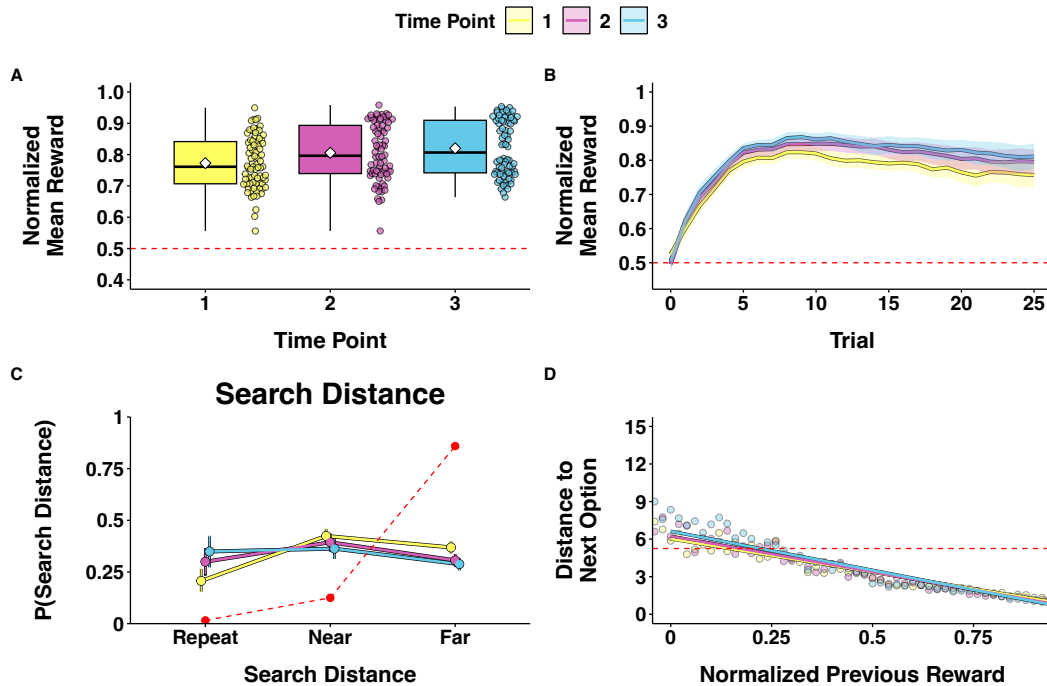 Time Point 1 2 3
A
Normalized
Mean Reward
1.0
0.9
0.8
0.7
0.6
0.5
0.4
1 2 3
Time Point
B
Normalized
Mean Reward
1
0.9
0.8
0.7
0.6
0.5
0 5 10 15 20 25
Trial
C
Search Distance
P(Search Distance)
1
0.75
0.5
0.25
0
Repeat Near Far
Search Distance
D
Distance to
Next Option
15
12
9
6
3
0
0 0.25 0.5 0.75
Normalized Previous Reward